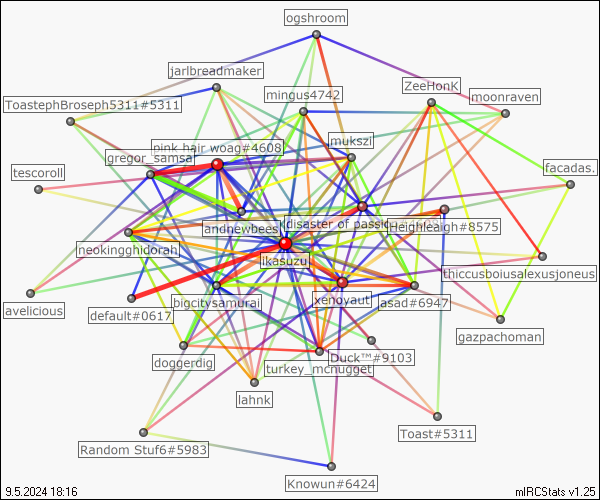 ogshroom
jarlbreadmaker
ZeeHonK
mingus4742
moonraven
ToastephBroseph5311#5311
mukszi
pink hair woag#4608
gregor_samsa
tescoroll
facadas.
andnewbees
disaster of passion
Heighleaigh#8575
neokingghidorah
ikasuzu
thiccusboiusalexusjoneus
avelicious
default#0617
bigcitysamurai
xenoyaut
asad#6947
gazpachoman
doggerdig
Duck™#9103
turkey_mcnugget
lahnk
Toast#5311
Random Stuf6#5983
Knowun#6424
9.5.2024 18:16
mIRCStats v1.25